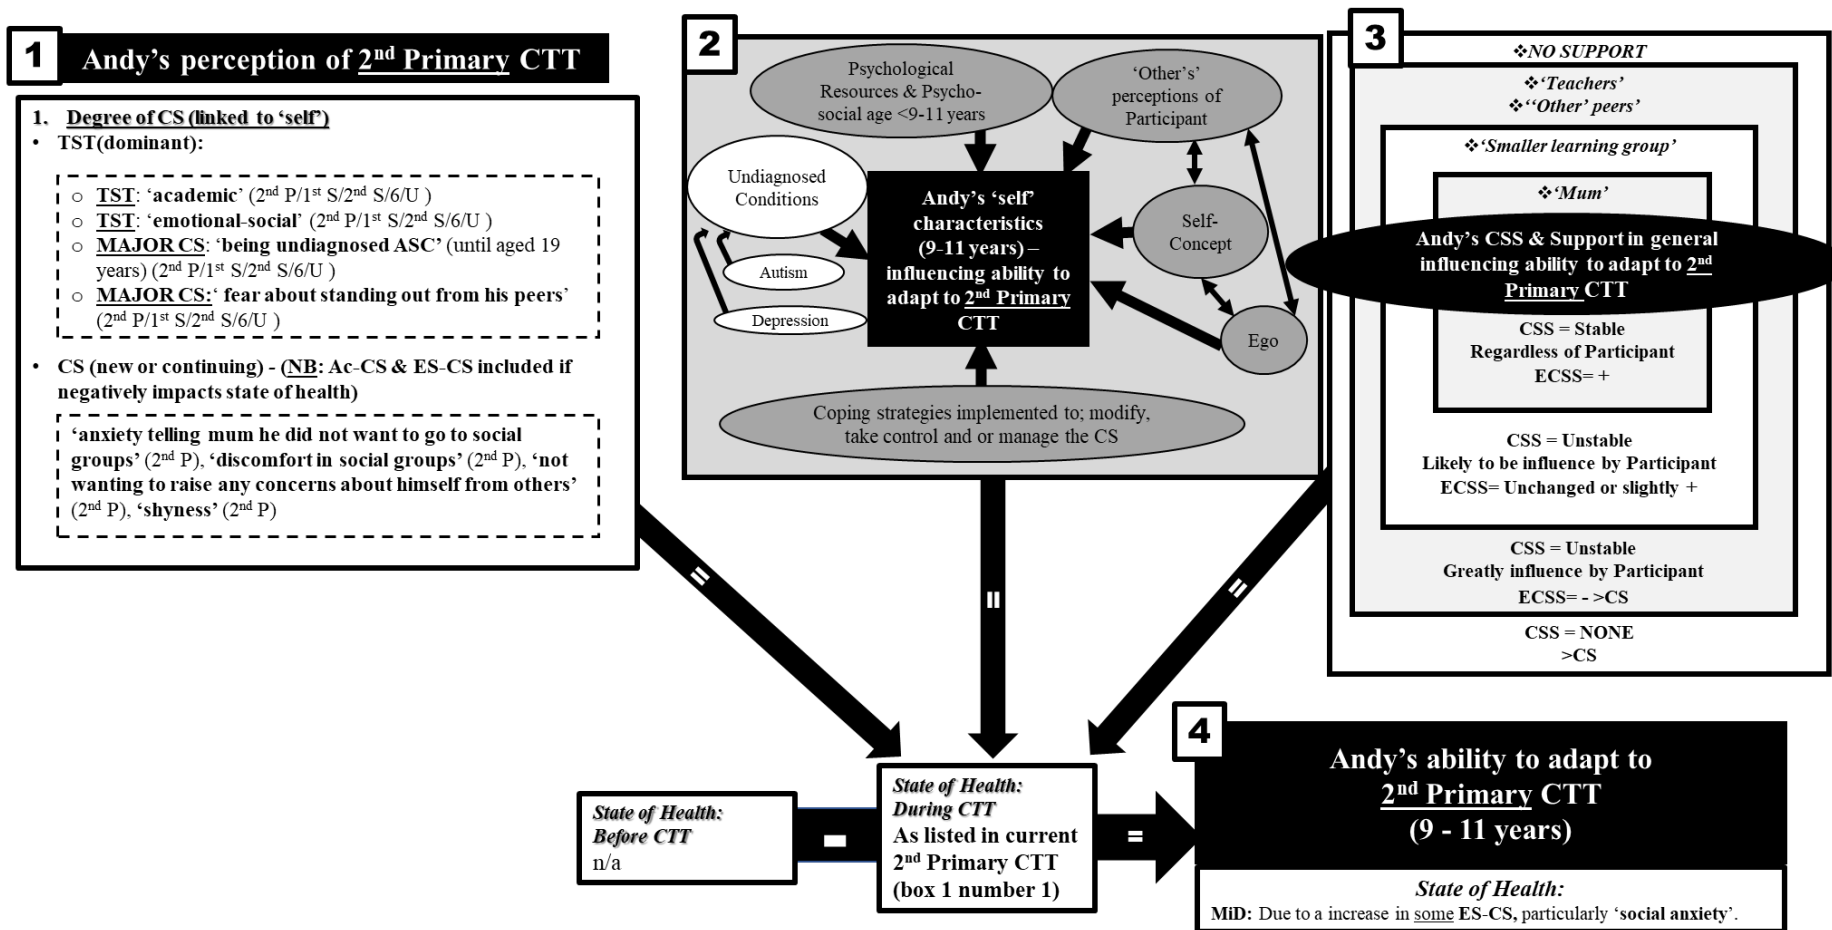 1
Andy’s perception of 2nd Primary CTT
1. Degree of CS (linked to ‘self’)
• TST(dominant):
o TST: ‘academic’ (2nd P/1st S/2nd S/6/U )
o TST: ‘emotional-social’ (2nd P/1st S/2nd S/6/U )
o MAJOR CS: ‘being undiagnosed ASC’ (until aged 19
years) (2nd P/1st S/2nd S/6/U )
o MAJOR CS:‘ fear about standing out from his peers’
(2nd P/1st S/2nd S/6/U )
• CS (new or continuing) - (NB: Ac-CS & ES-CS included if
negatively impacts state of health)
‘anxiety telling mum he did not want to go to social
groups’ (2nd P), ‘discomfort in social groups’ (2nd P), ‘not
wanting to raise any concerns about himself from others’
(2nd P), ‘shyness’ (2nd P)
2
Psychological
Resources & Psycho-
social age <9-11 years
‘Other’s’
perceptions of
Participant
Undiagnosed
Conditions
Autism
Depression
Andy’s ‘self’
characteristics
(9-11 years) –
influencing ability to
adapt to 2nd Primary
CTT
Self-
Concept
Ego
Coping strategies implemented to; modify,
take control and or manage the CS
3
❖NO SUPPORT
❖‘Teachers’
❖‘‘Other’ peers’
❖‘Smaller learning group’
❖‘Mum’
Andy’s CSS & Support in general
influencing ability to adapt to 2nd
Primary CTT
CSS = Stable
Regardless of Participant
ECSS= +
CSS = Unstable
Likely to be influence by Participant
ECSS= Unchanged or slightly +
CSS = Unstable
Greatly influence by Participant
ECSS= - >CS
CSS = NONE
>CS
=
=
=
State of Health:
Before CTT
n/a
-
State of Health:
During CTT
As listed in current
2nd Primary CTT
(box 1 number 1)
=
4
Andy’s ability to adapt to
2nd Primary CTT
(9 - 11 years)
State of Health:
MiD: Due to a increase in some ES-CS, particularly ‘social anxiety’.